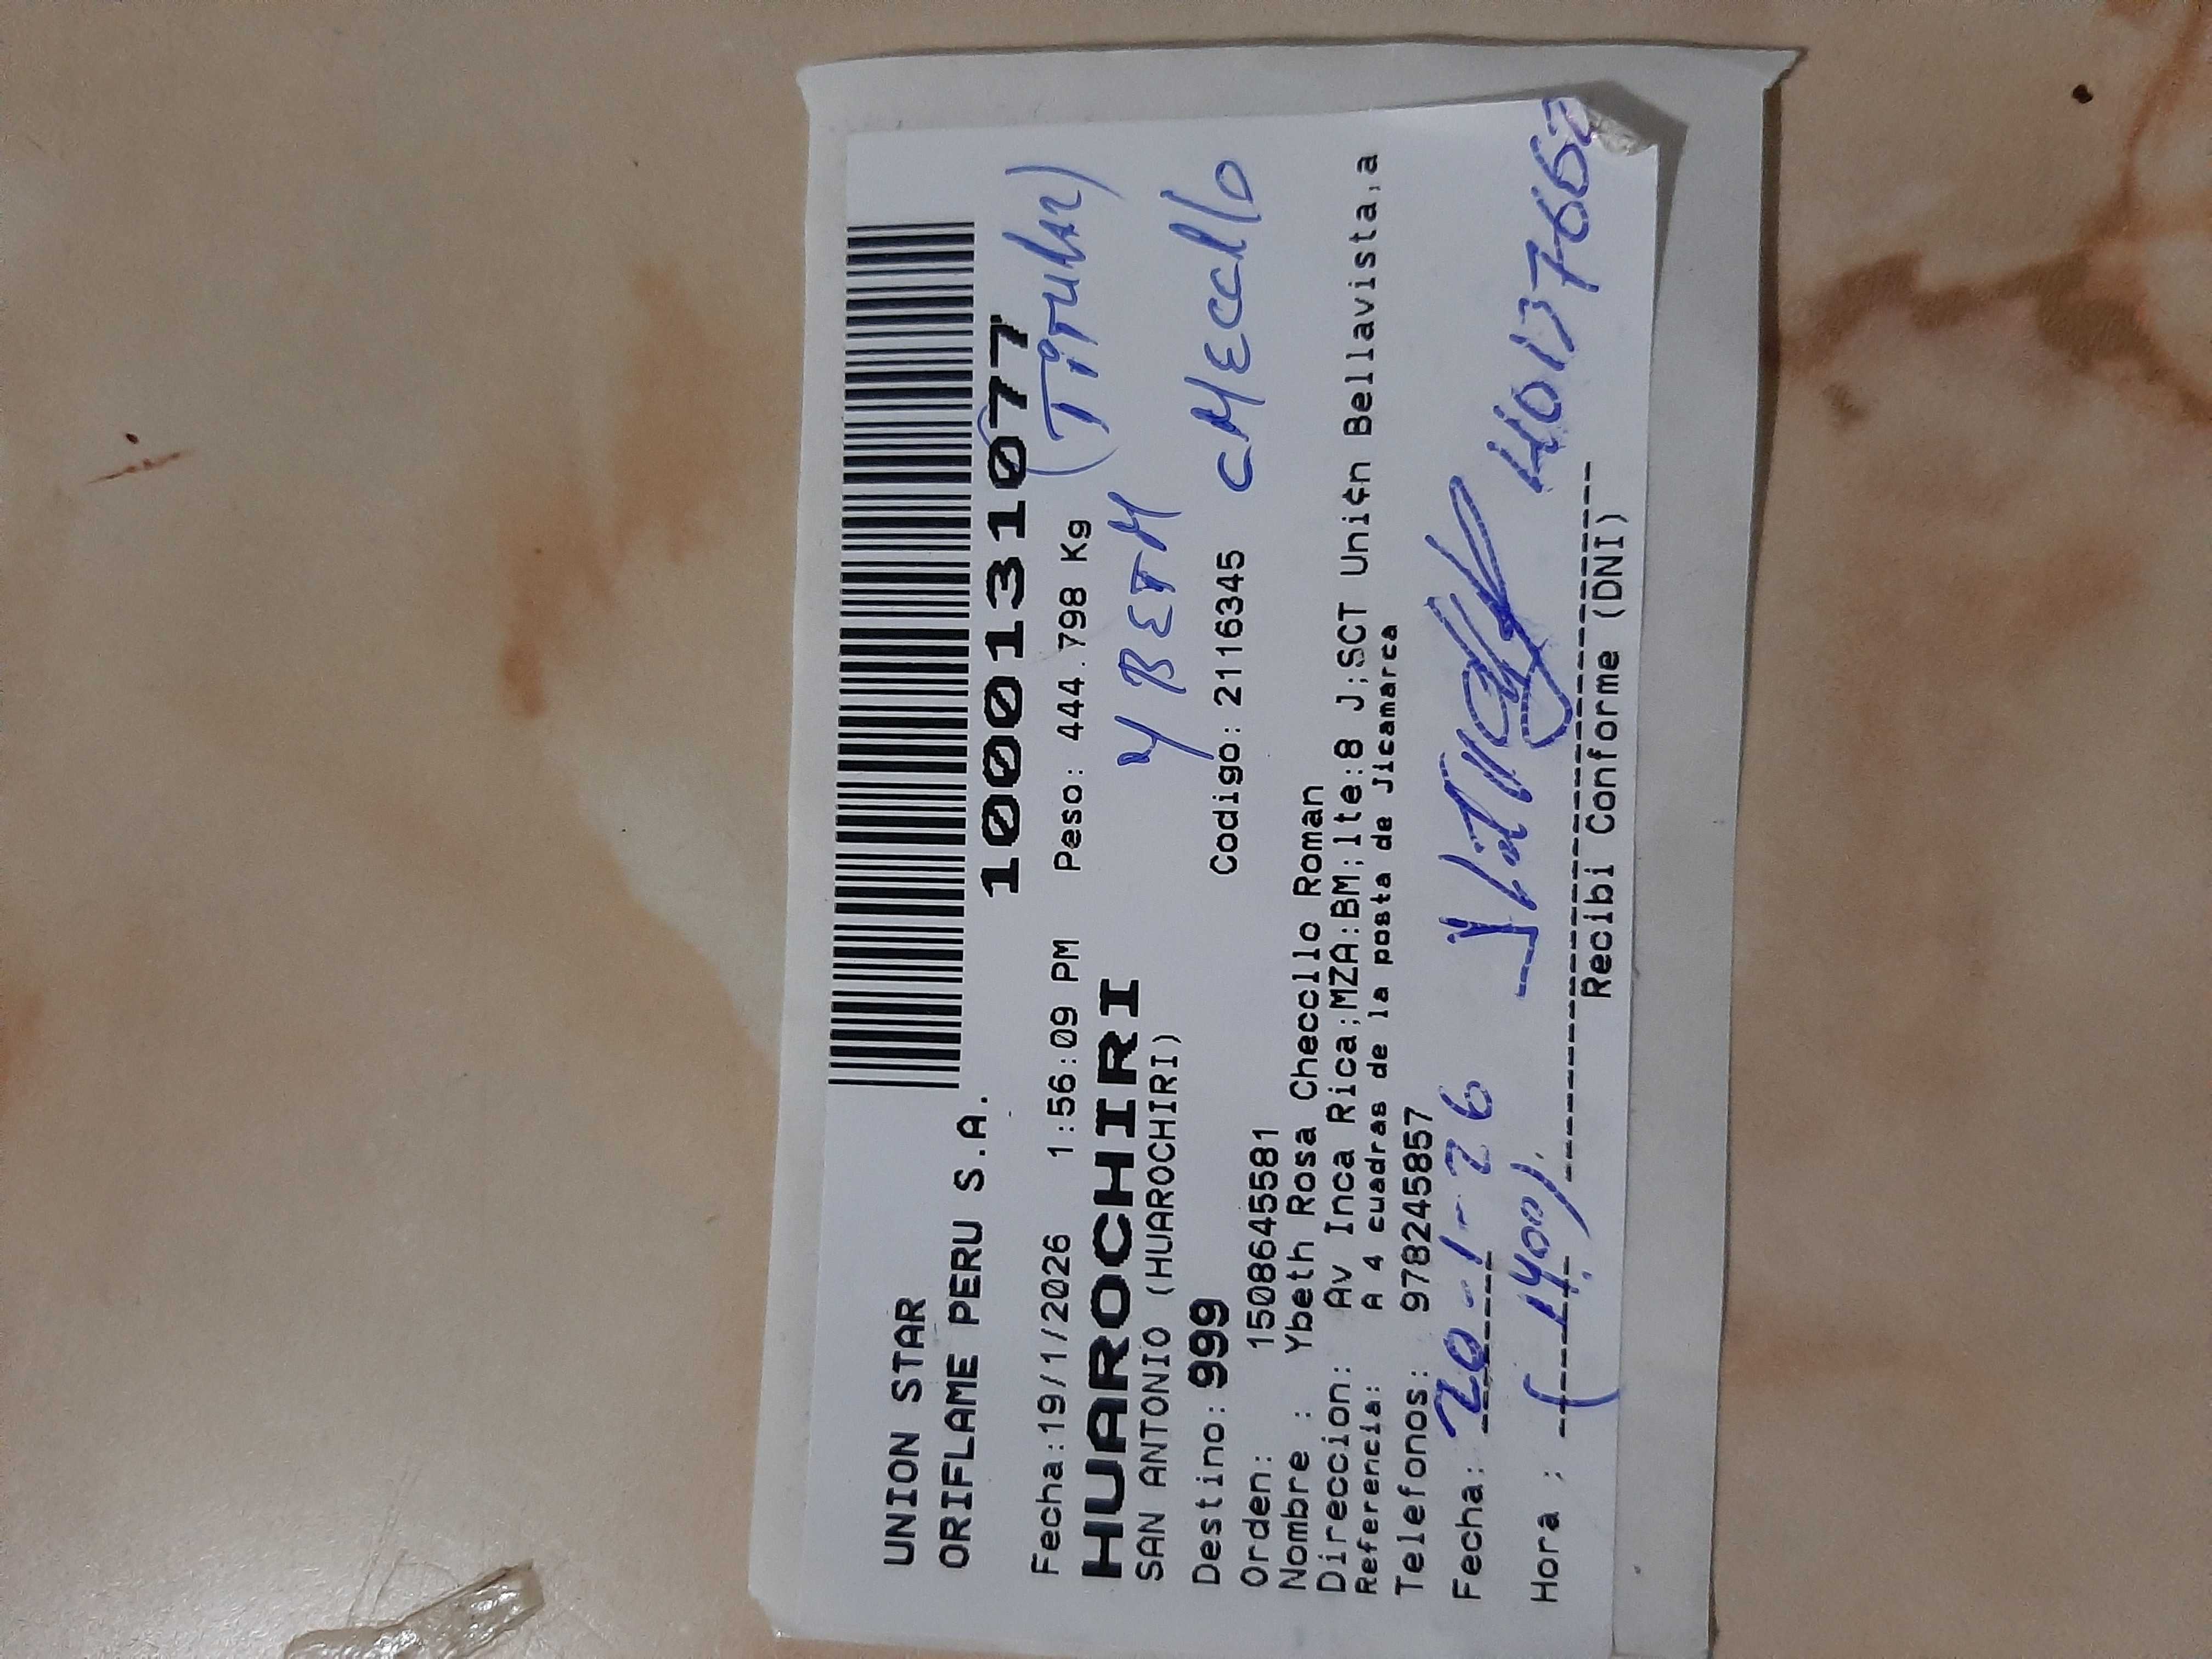 UNION STAR
ORIFLAME PERU S.A.
1000131077
Fecha:19/1/2026 1:56:09 PM Peso: 444.798 Kg
(Titular)
HUAROCHIRI
SAN ANTONIO (HUAROCHIRI)
YBETH
CHECCllO
Destino: 999 Codigo: 2116345
Orden: 1508645581
Nombre : Ybeth Rosa Checcllo Roman
Direccion: Av Inca Rica;MZA:BM;lte:8 J;SCT Uni¢n Bellavista,a
Referencia: A 4 cuadras de la posta de Jicamarca
Telefonos: 978245857
Fecha: 20-1-26
Hora : (1400).
Recibi Conforme (DNI)